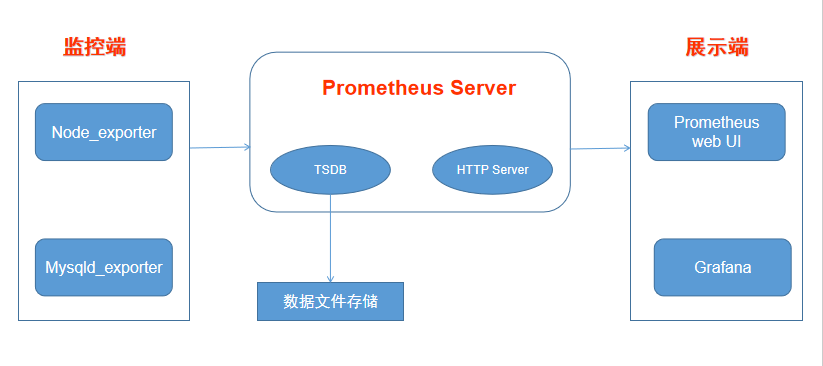 监控端
Node_exporter
Mysqld_exporter
Prometheus Server
TSDB
HTTP Server
数据文件存储
展示端
Prometheus
web UI
Grafana